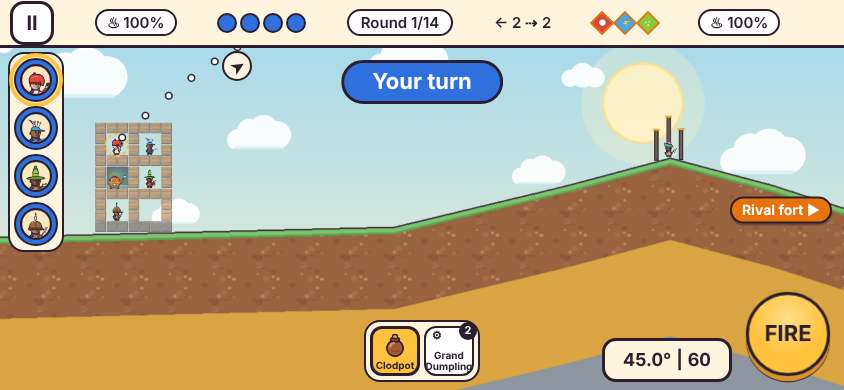 100%
Round 1/14
← 2 ⇢ 2
100%
Your turn
Rival fort ▶
2
Clodpot
Grand
Dumpling
45.0° | 60
FIRE